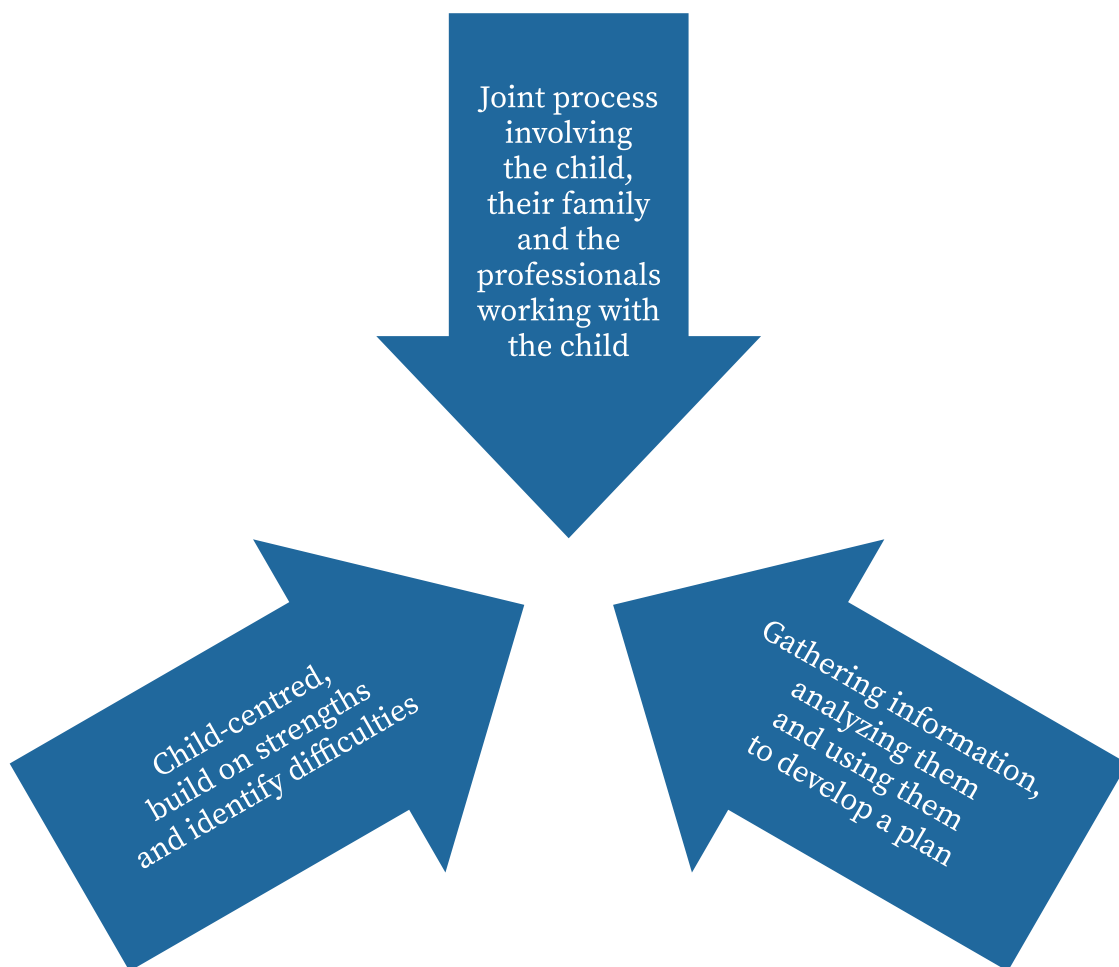 Joint process
involving
the child,
their family
and the
professionals
working with
the child
Child-centred,
build on strengths
and identify difficulties
Gathering information,
analyzing them
and using them
to develop a plan